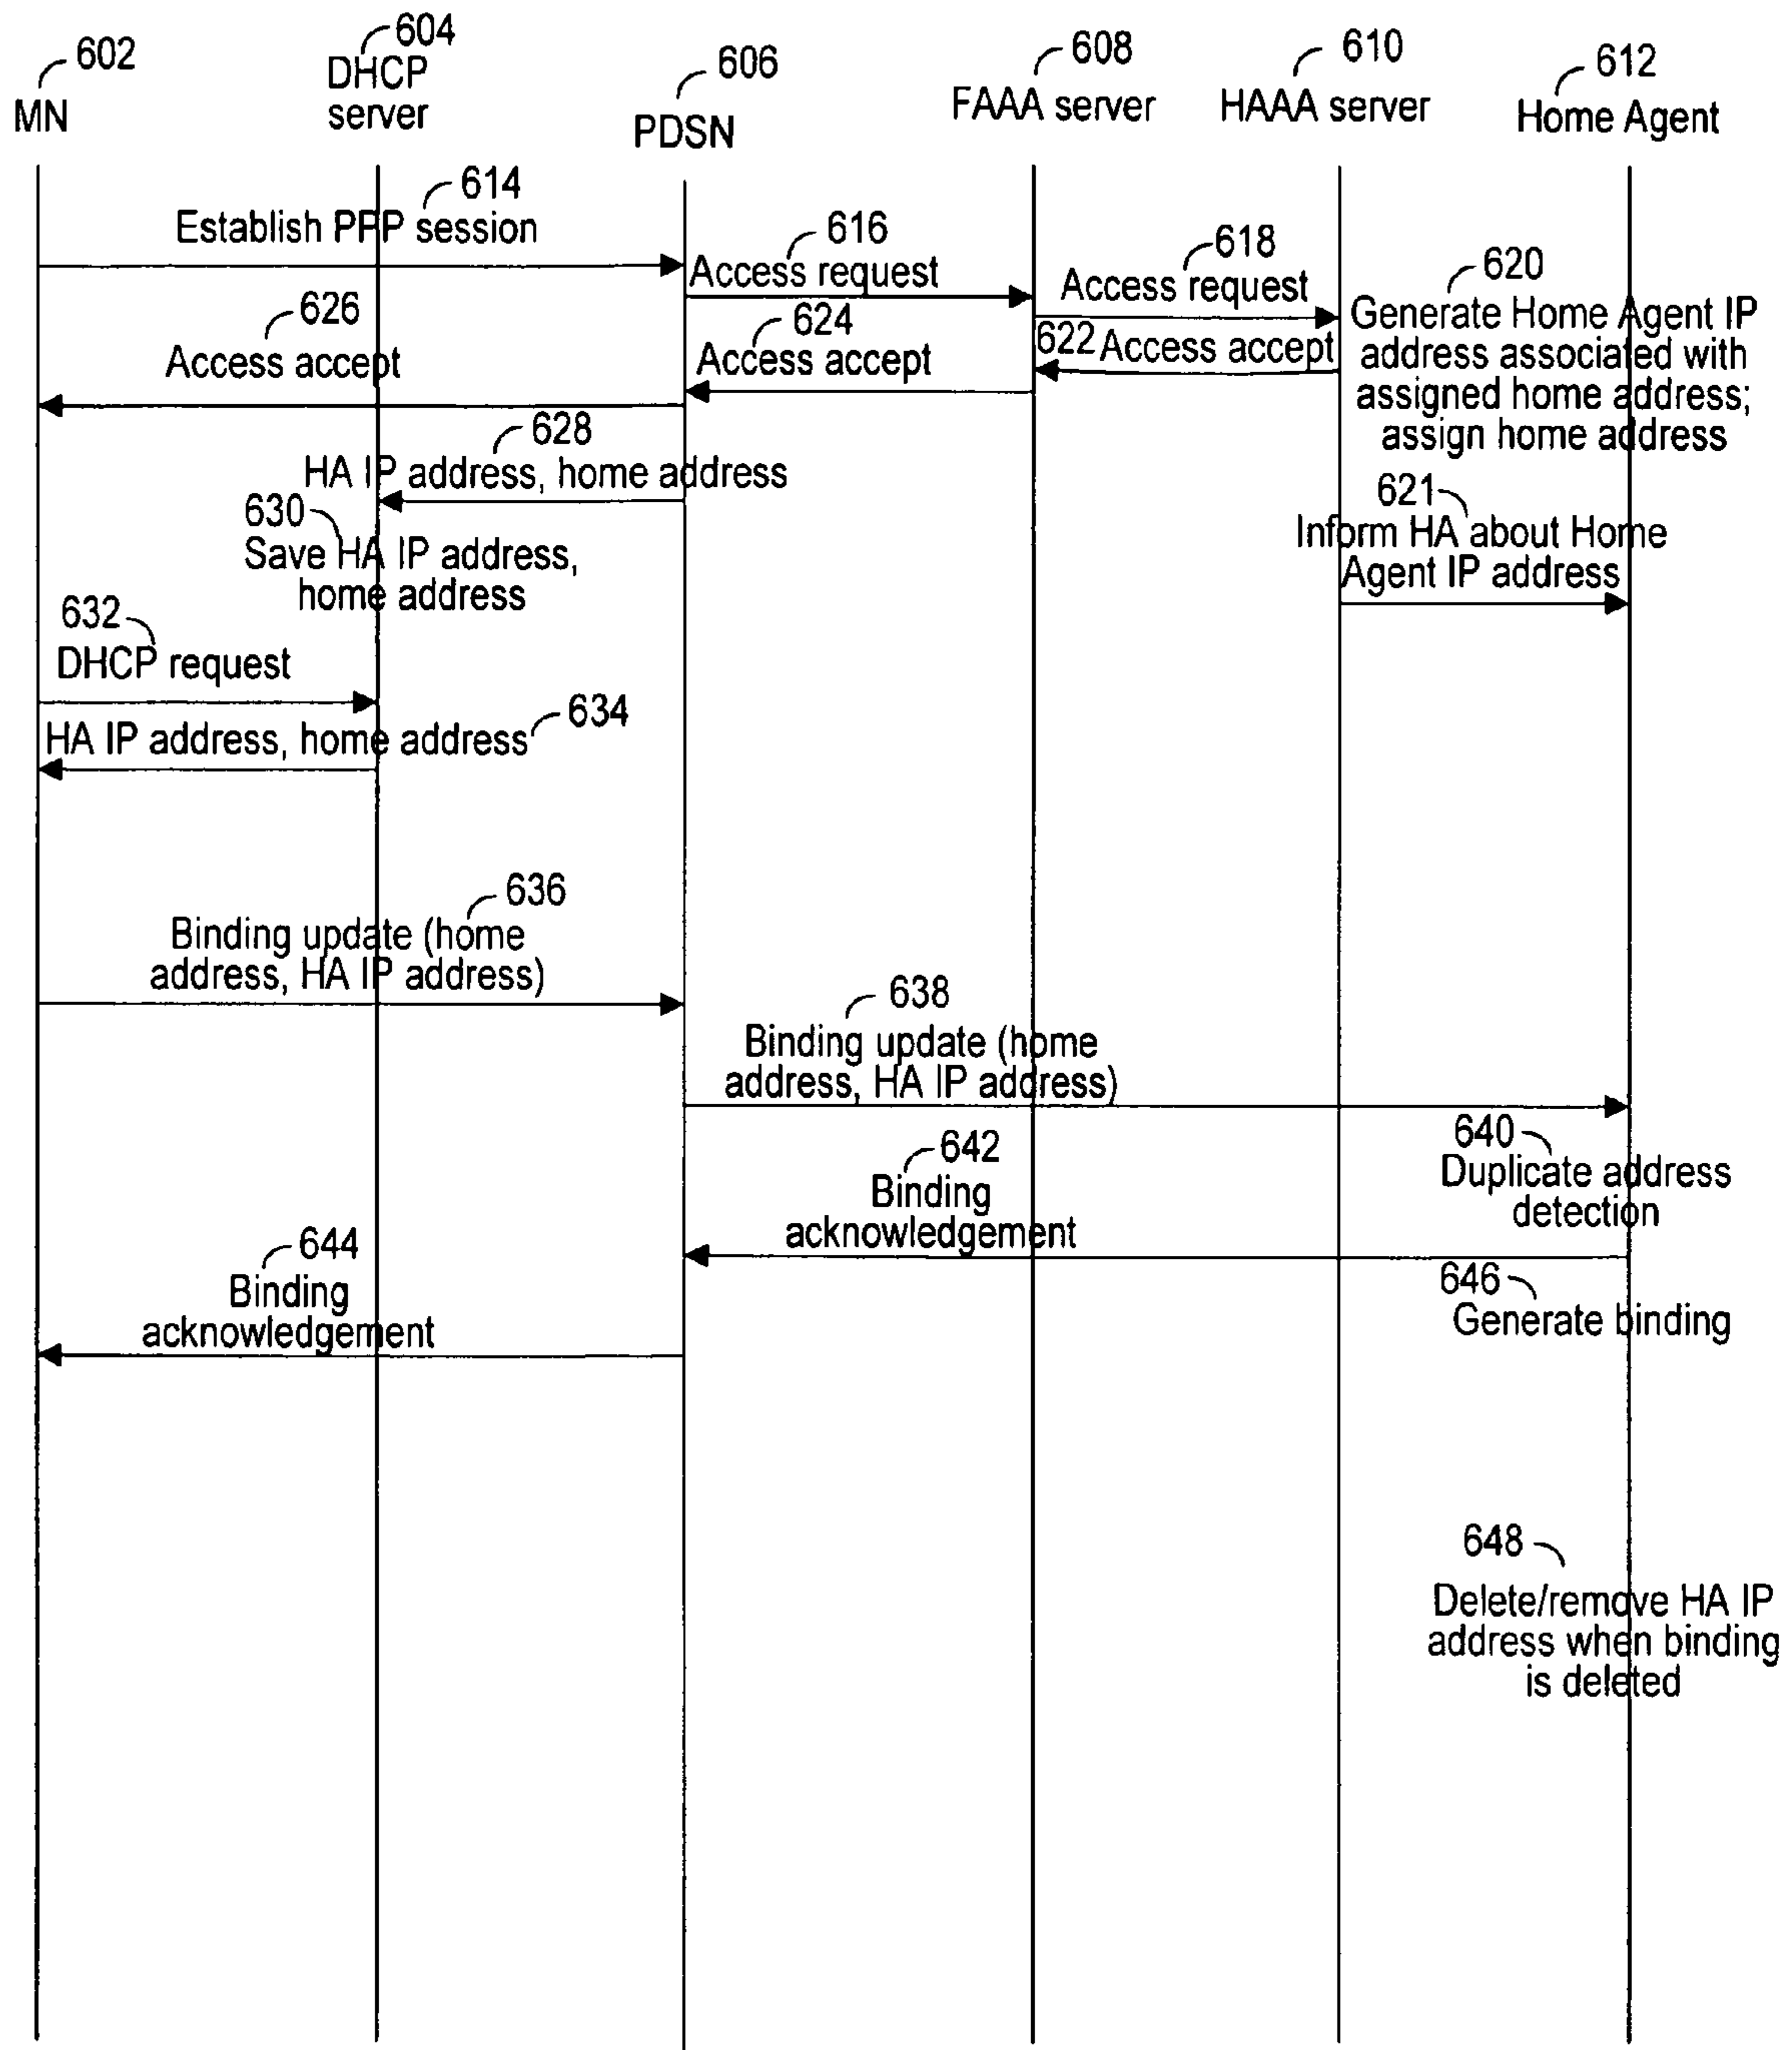 602
MN
604
DHCP
server
606
PDSN
608
FAAA server
610
HAAA server
612
Home Agent
614
Establish PPP session
616
Access request
618
Access request
620
Generate Home Agent IP
address associated with
assigned home address;
assign home address
621
Inform HA about Home
Agent IP address
622 Access accept
624
Access accept
626
Access accept
628
HA IP address, home address
630
Save HA IP address,
home address
632
DHCP request
634
HA IP address, home address
636
Binding update (home
address, HA IP address)
638
Binding update (home
address, HA IP address)
640
Duplicate address
detection
642
Binding
acknowledgement
644
Binding
acknowledgement
646
Generate binding
648
Delete/remove HA IP
address when binding
is deleted